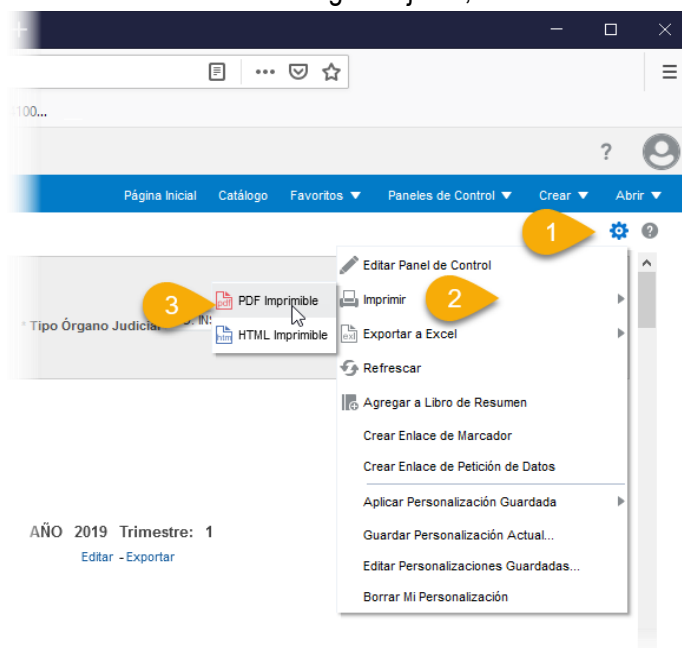 100...
?
Página Inicial Catálogo Favoritos Paneles de Control Crear Abrir
1
?
Editar Panel de Control
3 pdf PDF Imprimible
Imprimir 2
* Tipo Órgano Judicial
htm HTML Imprimible
exl Exportar a Excel
Refrescar
Agregar a Libro de Resumen
Crear Enlace de Marcador
Crear Enlace de Petición de Datos
Aplicar Personalización Guardada
AÑO 2019 Trimestre: 1
Guardar Personalización Actual...
Editar - Exportar
Editar Personalizaciones Guardadas...
Borrar Mi Personalización